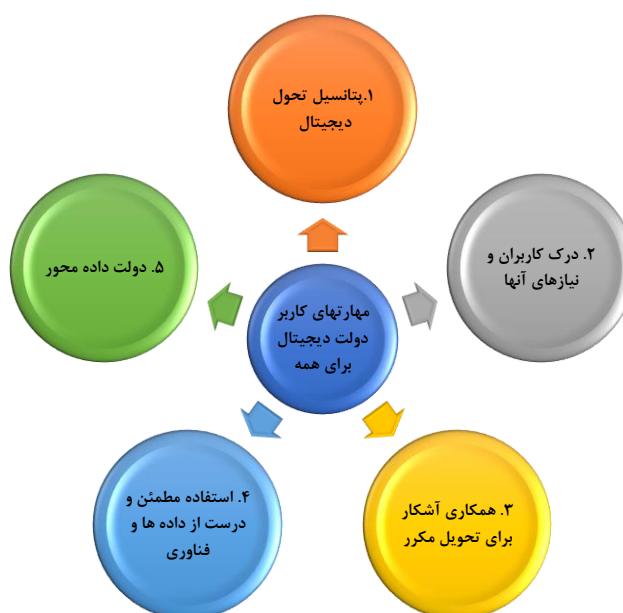 ۱.پتانسیل تحول
دیجیتال
۲. درک کاربران و
نیازهای آنها
۳. همکاری آشکار
برای تحویل مکرر
۴. استفاده مطمئن و
درست از داده ها و
فناوری
۵. دولت داده محور
مهارتهای کاربر
دولت دیجیتال
برای همه